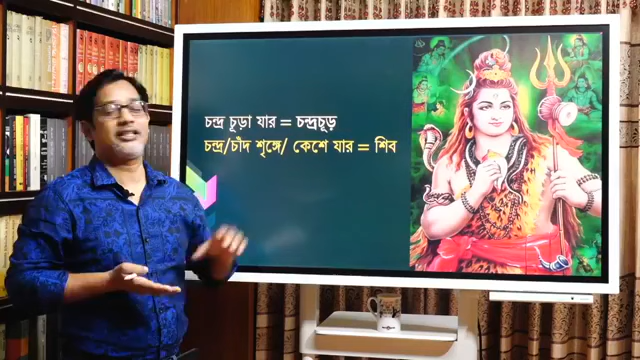 চন্দ্র চূড়া যার = চন্দ্রচূড়
চন্দ্র/চাঁদ শৃঙ্গে/ কেশে যার = শিব